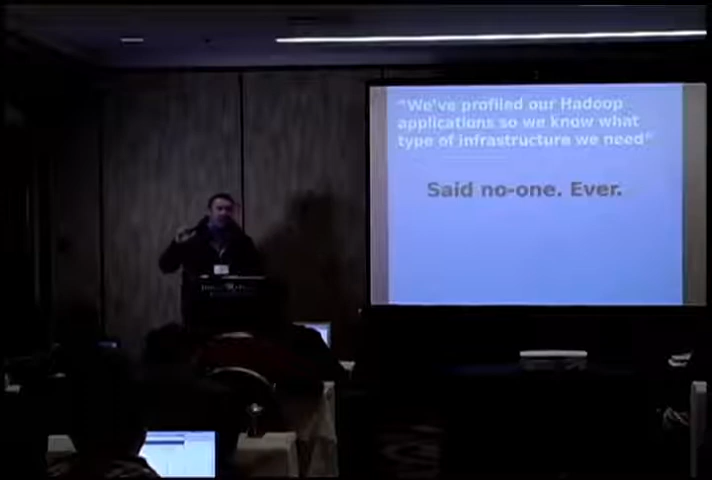 "We've profiled our Hadoop
applications so we know what
type of infrastructure we need"
Said no-one. Ever.